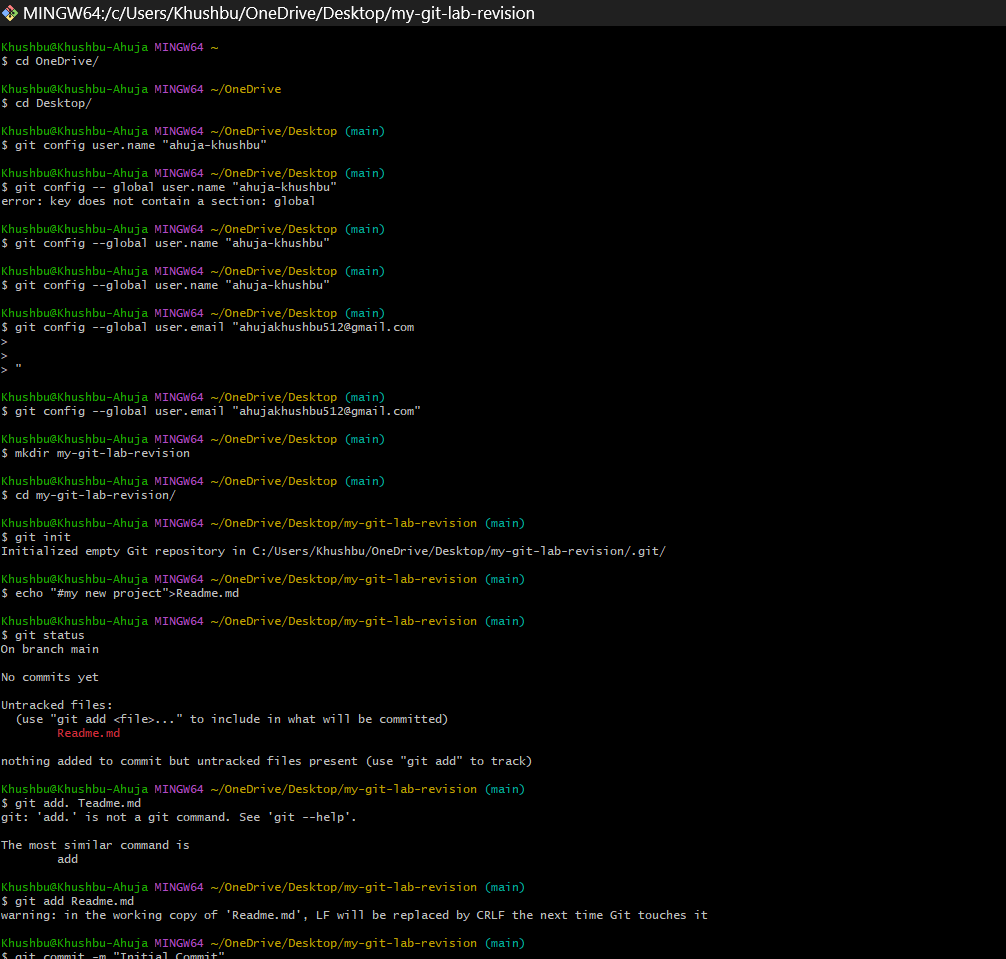 MINGW64:/c/Users/Khushbu/OneDrive/Desktop/my-git-lab-revision
Khushbu@Khushbu-Ahuja MINGW64 ~
$ cd OneDrive/
Khushbu@Khushbu-Ahuja MINGW64 ~/OneDrive
$ cd Desktop/
Khushbu@Khushbu-Ahuja MINGW64 ~/OneDrive/Desktop (main)
$ git config user.name "ahuja-khushbu"
Khushbu@Khushbu-Ahuja MINGW64 ~/OneDrive/Desktop (main)
$ git config -- global user.name "ahuja-khushbu"
error: key does not contain a section: global
Khushbu@Khushbu-Ahuja MINGW64 ~/OneDrive/Desktop (main)
$ git config --global user.name "ahuja-khushbu"
Khushbu@Khushbu-Ahuja MINGW64 ~/OneDrive/Desktop (main)
$ git config --global user.name "ahuja-khushbu"
Khushbu@Khushbu-Ahuja MINGW64 ~/OneDrive/Desktop (main)
$ git config --global user.email "ahujakhushbu512@gmail.com
>
>
> "
Khushbu@Khushbu-Ahuja MINGW64 ~/OneDrive/Desktop (main)
$ git config --global user.email "ahujakhushbu512@gmail.com"
Khushbu@Khushbu-Ahuja MINGW64 ~/OneDrive/Desktop (main)
$ mkdir my-git-lab-revision
Khushbu@Khushbu-Ahuja MINGW64 ~/OneDrive/Desktop (main)
$ cd my-git-lab-revision/
Khushbu@Khushbu-Ahuja MINGW64 ~/OneDrive/Desktop/my-git-lab-revision (main)
$ git init
Initialized empty Git repository in C:/Users/Khushbu/OneDrive/Desktop/my-git-lab-revision/.git/
Khushbu@Khushbu-Ahuja MINGW64 ~/OneDrive/Desktop/my-git-lab-revision (main)
$ echo "#my new project">Readme.md
Khushbu@Khushbu-Ahuja MINGW64 ~/OneDrive/Desktop/my-git-lab-revision (main)
$ git status
On branch main
No commits yet
Untracked files:
(use "git add <file>..." to include in what will be committed)
Readme.md
nothing added to commit but untracked files present (use "git add" to track)
Khushbu@Khushbu-Ahuja MINGW64 ~/OneDrive/Desktop/my-git-lab-revision (main)
$ git add. Teadme.md
git: 'add.' is not a git command. See 'git --help'.
The most similar command is
add
Khushbu@Khushbu-Ahuja MINGW64 ~/OneDrive/Desktop/my-git-lab-revision (main)
$ git add Readme.md
warning: in the working copy of 'Readme.md', LF will be replaced by CRLF the next time Git touches it
Khushbu@Khushbu-Ahuja MINGW64 ~/OneDrive/Desktop/my-git-lab-revision (main)
$ git commit -m "Initial Commit"